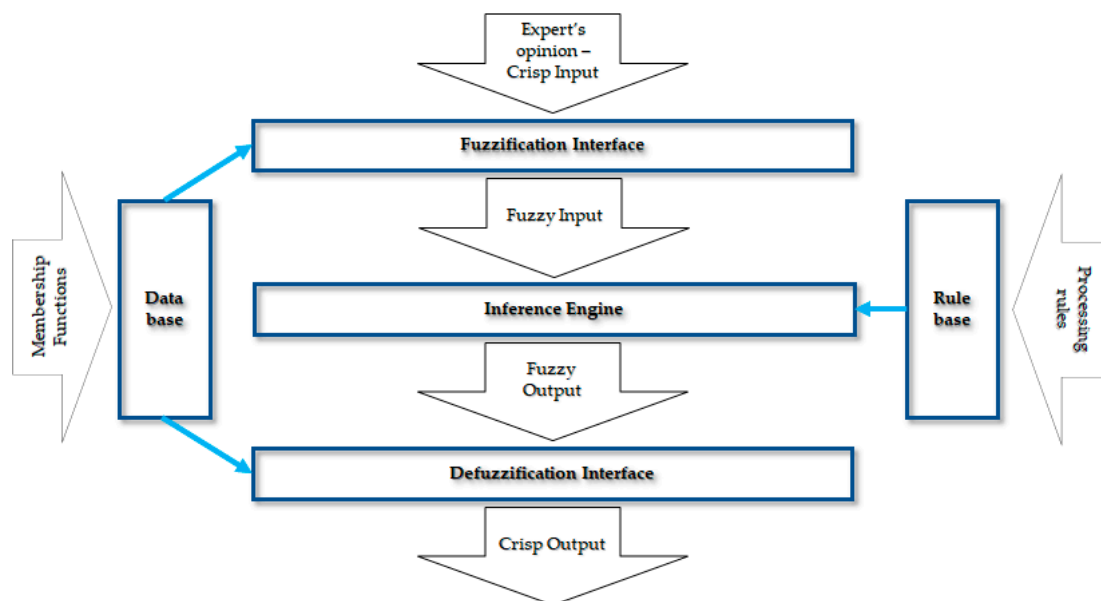 Expert’s
opinion –
Crisp Input
Fuzzification Interface
Fuzzy Input
Membership
Functions
Data
base
Inference Engine
Rule
base
Processing
rules
Fuzzy
Output
Defuzzification Interface
Crisp Output